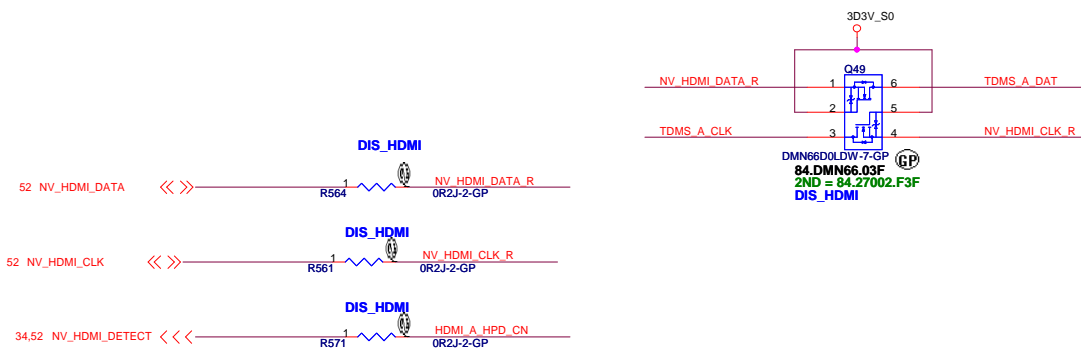 3D3V_S0
Q49
NV_HDMI_DATA_R 1 6 TDMS_A_DAT
2 5
TDMS_A_CLK 3 4 NV_HDMI_CLK_R
DMN66D0LDW-7-GP GP
84.DMN66.03F
2ND = 84.27002.F3F
DIS_HDMI
DIS_HDMI
52 NV_HDMI_DATA 1 NV_HDMI_DATA_R
R564 0R2J-2-GP
DIS_HDMI
52 NV_HDMI_CLK 1 NV_HDMI_CLK_R
R561 0R2J-2-GP
DIS_HDMI
34,52 NV_HDMI_DETECT 1 HDMI_A_HPD_CN
R571 0R2J-2-GP